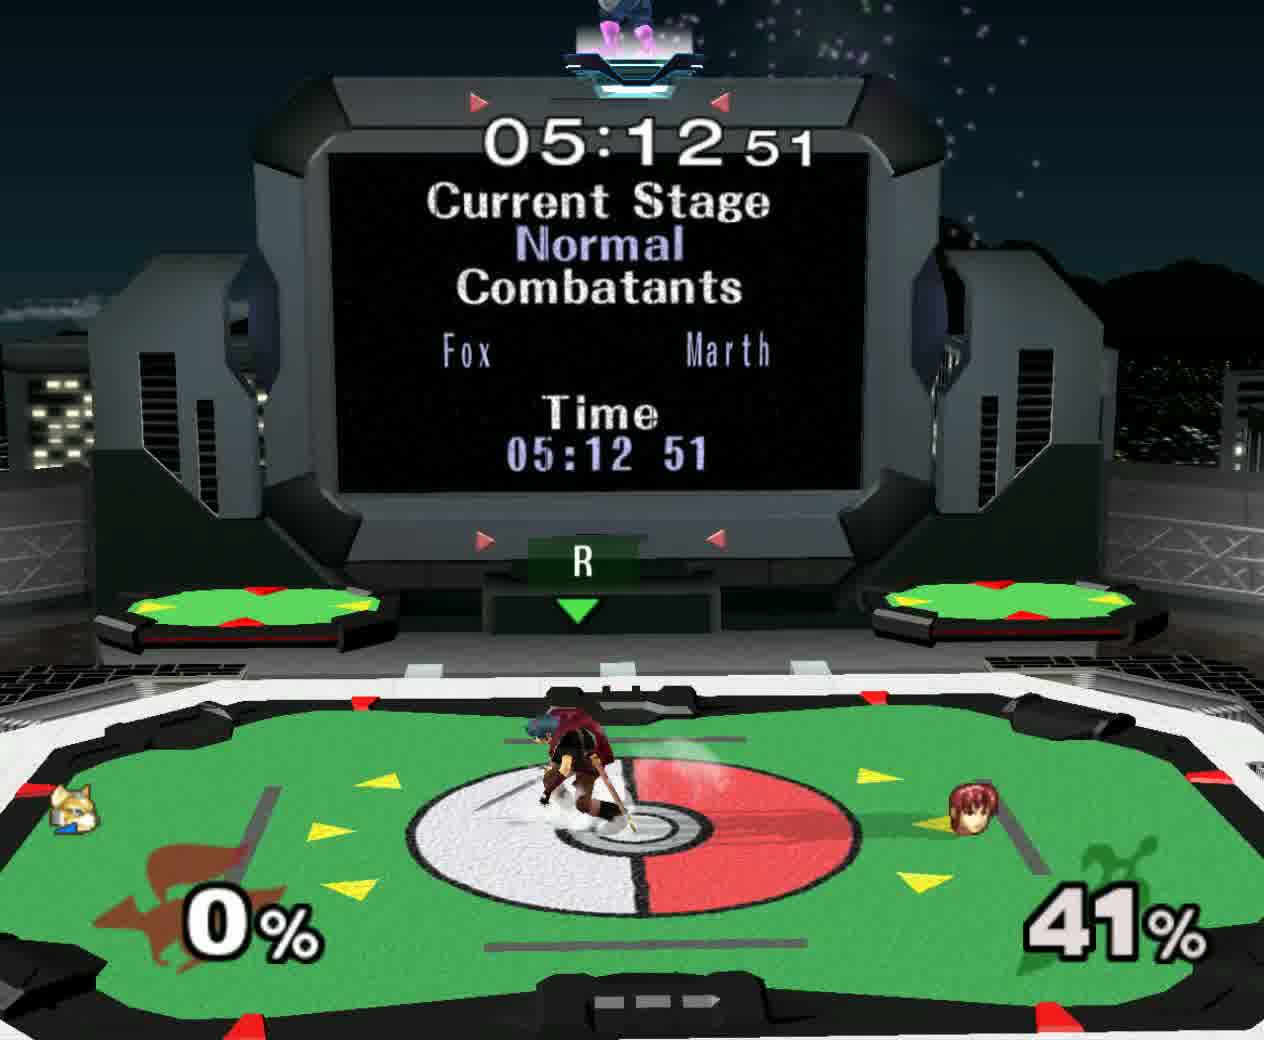 05:12 51
Current Stage
Normal
Combatants
Fox Marth
Time
05:12 51
R
0% 41%